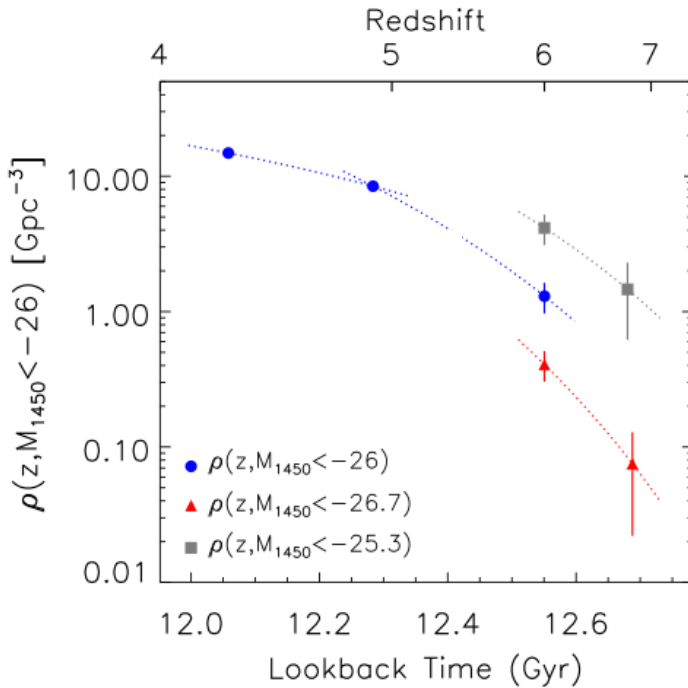 Redshift
4 5 6 7
ρ(z,M1450<-26) [Gpc−3]
10.00
1.00
0.10
0.01
ρ(z,M1450<-26)
ρ(z,M1450<-26.7)
ρ(z,M1450<-25.3)
12.0 12.2 12.4 12.6
Lookback Time (Gyr)